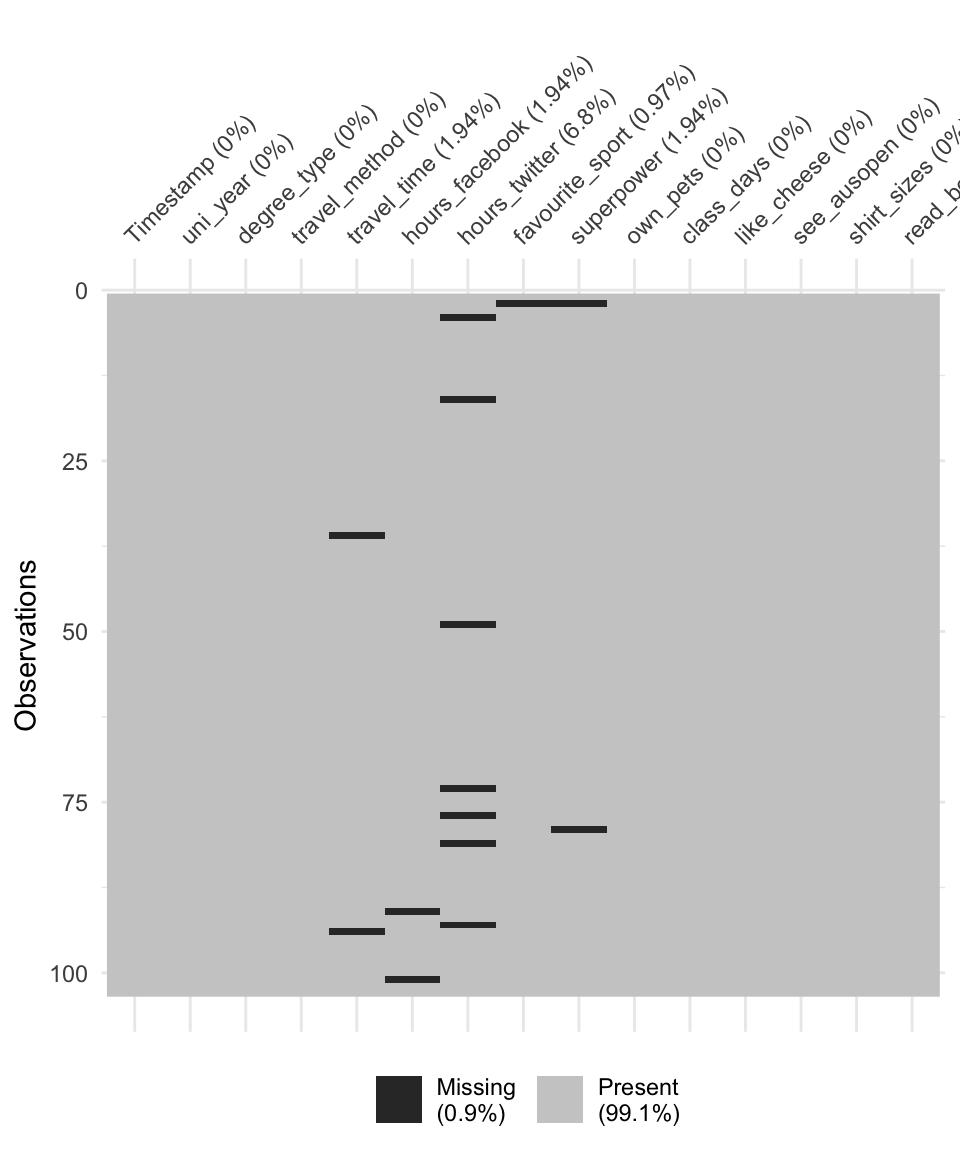 Timestamp (0%)
uni_year (0%)
degree_type (0%)
travel_method (0%)
travel_time (1.94%)
hours_facebook (1.94%)
hours_twitter (6.8%)
favourite_sport (0.97%)
superpower (1.94%)
own_pets (0%)
class_days (0%)
like_cheese (0%)
see_ausopen (0%)
shirt_sizes (0%
0
25
50
75
100
Observations
Missing
(0.9%)
Present
(99.1%)